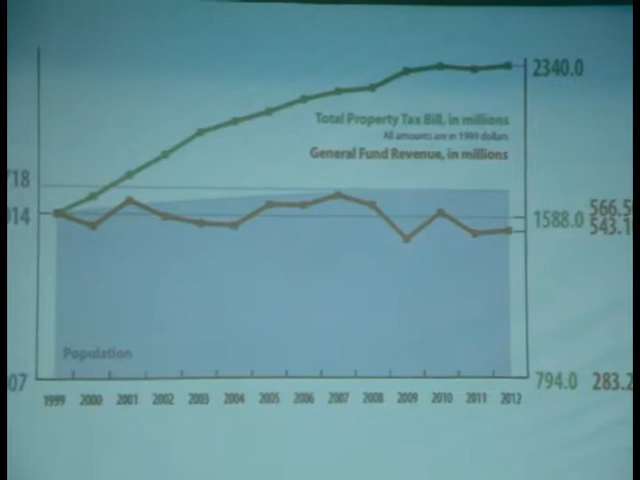 2340.0
Total Property Tax Bill, in millions
All amounts are in 1999 dollars
General Fund Revenue, in millions
718
014
1588.0
566.5
543.1
Population
07
794.0
283.2
1999 2000 2001 2002 2003 2004 2005 2006 2007 2008 2009 2010 2011 2012